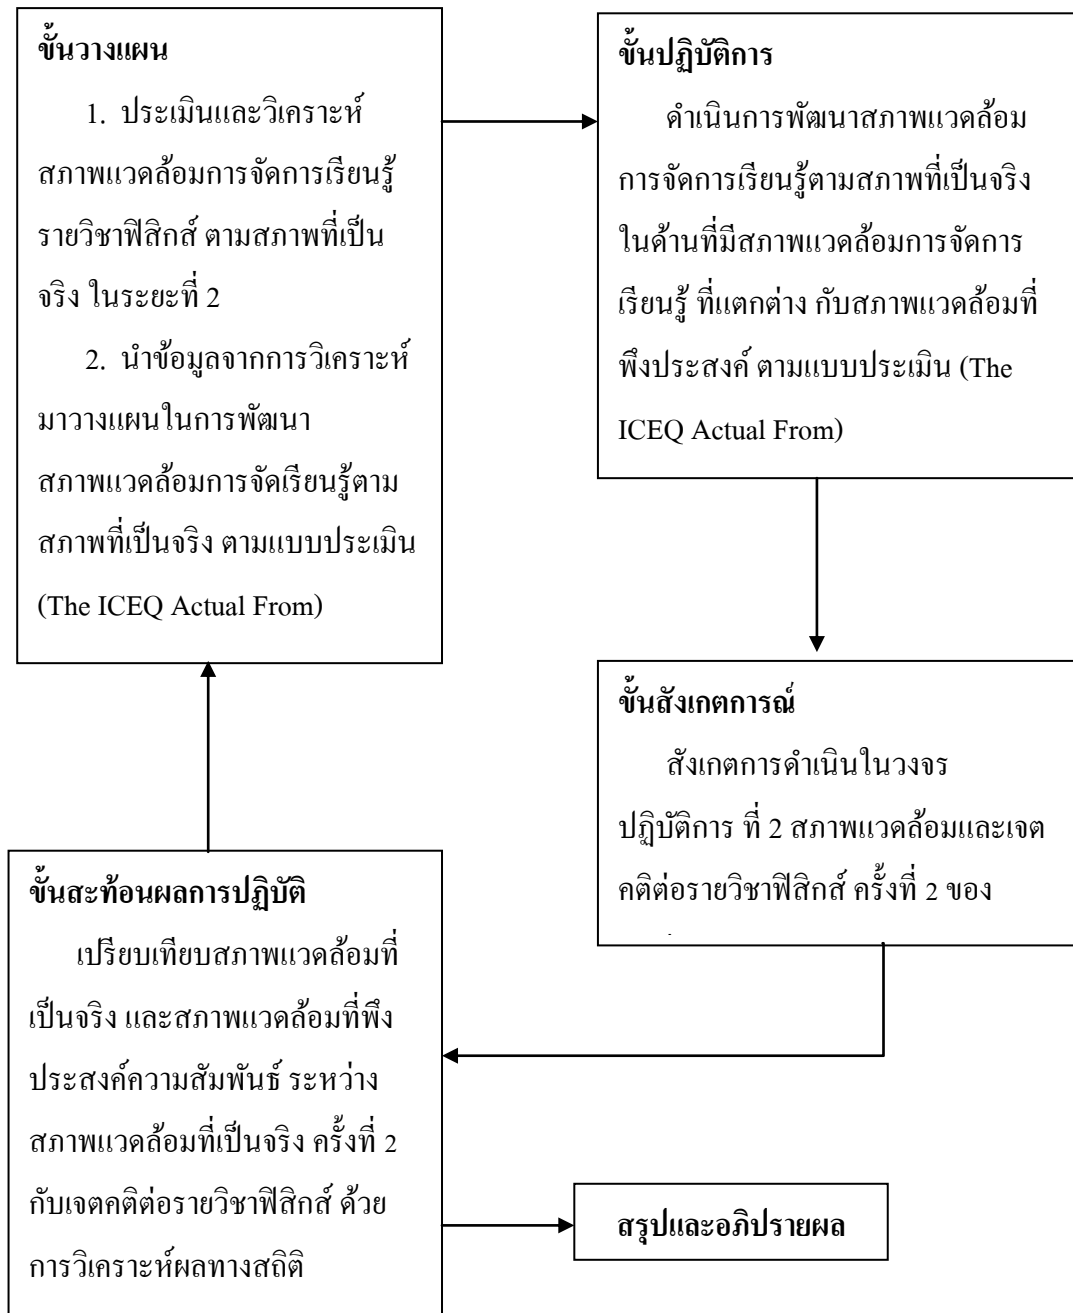 ขั้นวางแผน
1. ประเมินและวิเคราะห์
สภาพแวดล้อมการจัดการเรียนรู้
รายวิชาฟิสิกส์ ตามสภาพที่เป็น
จริง ในระยะที่ 2
2. นำข้อมูลจากการวิเคราะห์
มาวางแผนในการพัฒนา
สภาพแวดล้อมการจัดเรียนรู้ตาม
สภาพที่เป็นจริง ตามแบบประเมิน
(The ICEQ Actual From)
ขั้นปฏิบัติการ
ดำเนินการพัฒนาสภาพแวดล้อม
การจัดการเรียนรู้ตามสภาพที่เป็นจริง
ในด้านที่มีสภาพแวดล้อมการจัดการ
เรียนรู้ ที่แตกต่าง กับสภาพแวดล้อมที่
พึงประสงค์ ตามแบบประเมิน (The
ICEQ Actual From)
ขั้นสังเกตการณ์
สังเกตการดำเนินในวงจร
ปฏิบัติการ ที่ 2 สภาพแวดล้อมและเจต
คติต่อรายวิชาฟิสิกส์ ครั้งที่ 2 ของ
ขั้นสะท้อนผลการปฏิบัติ
เปรียบเทียบสภาพแวดล้อมที่
เป็นจริง และสภาพแวดล้อมที่พึง
ประสงค์ความสัมพันธ์ ระหว่าง
สภาพแวดล้อมที่เป็นจริง ครั้งที่ 2
กับเจตคติต่อรายวิชาฟิสิกส์ ด้วย
การวิเคราะห์ผลทางสถิติ
สรุปและอภิปรายผล